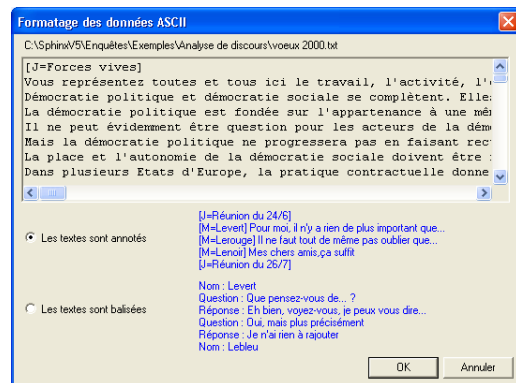 Formatage des données ASCII
C:\SphinxV5\Enquêtes\Exemples\Analyse de discours\voeux 2000.txt
[J=Forces vives]
Vous représentez toutes et tous ici le travail, l'activité, l'
Démocratie politique et démocratie sociale se complètent.
La démocratie politique est fondée sur l'appartenance à une
Il ne peut évidemment être question pour les acteurs de la
Mais la démocratie politique ne progressera pas en faisant
La place et l'autonomie de la démocratie sociale doivent être
Dans plusieurs Etats d'Europe, la pratique contractuelle donne
Les textes sont annotés
[J=Réunion du 24/6]
[M=Levert] Pour moi, il n'y a rien de plus important que...
[M=Lerouge] Il ne faut tout de même pas oublier que...
[M=Lenoir] Mes chers amis,ça suffit
[J=Réunion du 26/7]
Les textes sont balisées
Nom : Levert
Question : Que pensez-vous de... ?
Réponse : Eh bien, voyez-vous, je peux vous dire...
Question : Oui, mais plus précisément
Réponse : Je n'ai rien à rajouter
Nom : Lebleu
OK
Annuler